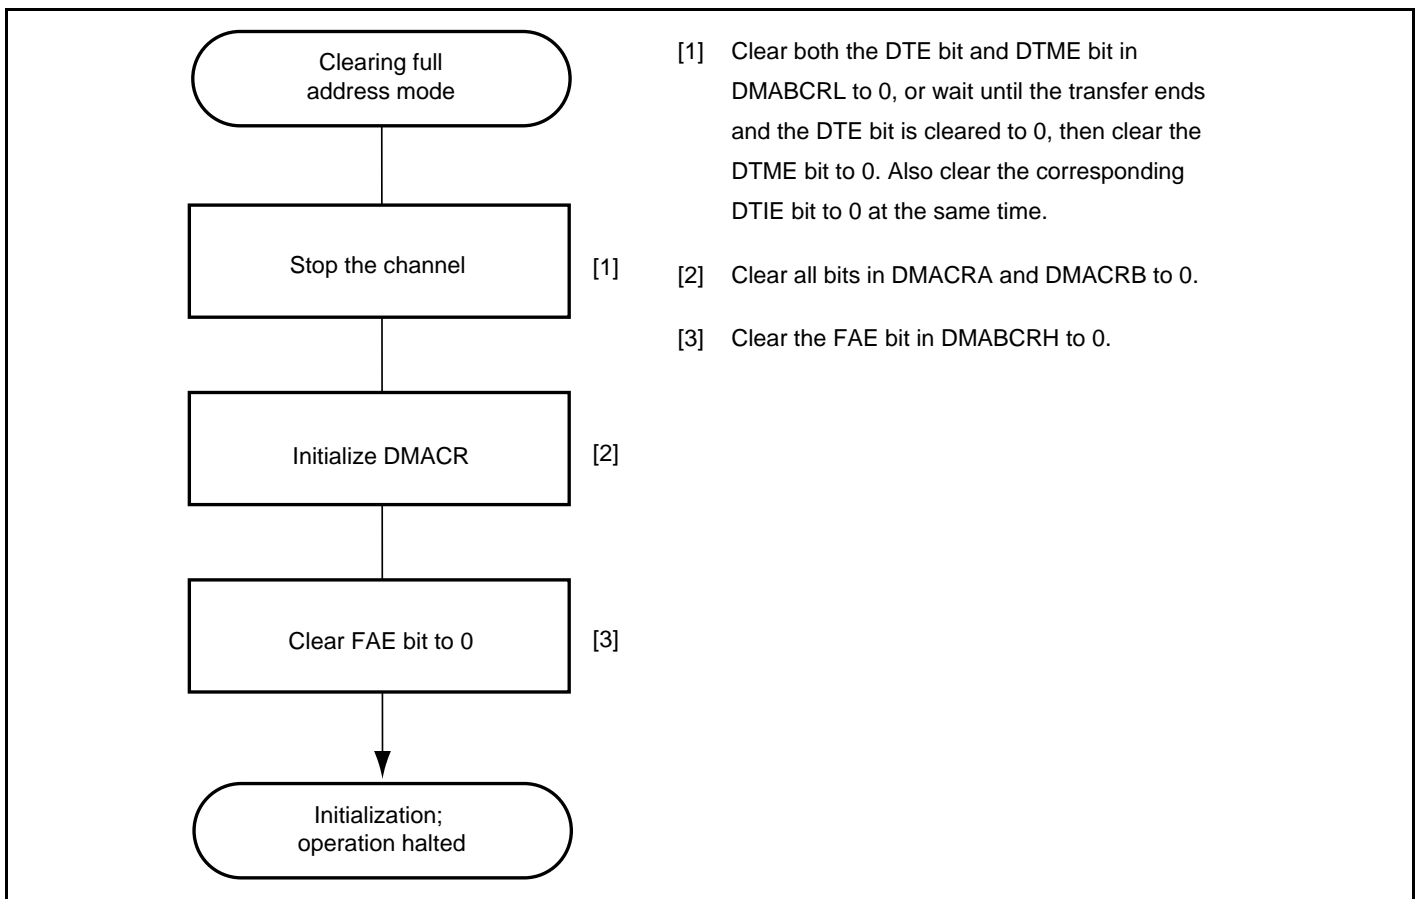 Clearing full
address mode
Stop the channel [1]
Initialize DMACR [2]
Clear FAE bit to 0 [3]
Initialization;
operation halted
[1] Clear both the DTE bit and DTME bit in
DMABCRL to 0, or wait until the transfer ends
and the DTE bit is cleared to 0, then clear the
DTME bit to 0. Also clear the corresponding
DTIE bit to 0 at the same time.
[2] Clear all bits in DMACRA and DMACRB to 0.
[3] Clear the FAE bit in DMABCRH to 0.